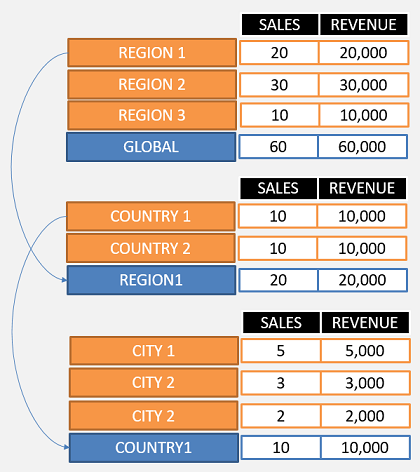 SALES REVENUE
REGION 1 20 20,000
REGION 2 30 30,000
REGION 3 10 10,000
GLOBAL 60 60,000
SALES REVENUE
COUNTRY 1 10 10,000
COUNTRY 2 10 10,000
REGION1 20 20,000
SALES REVENUE
CITY 1 5 5,000
CITY 2 3 3,000
CITY 2 2 2,000
COUNTRY1 10 10,000